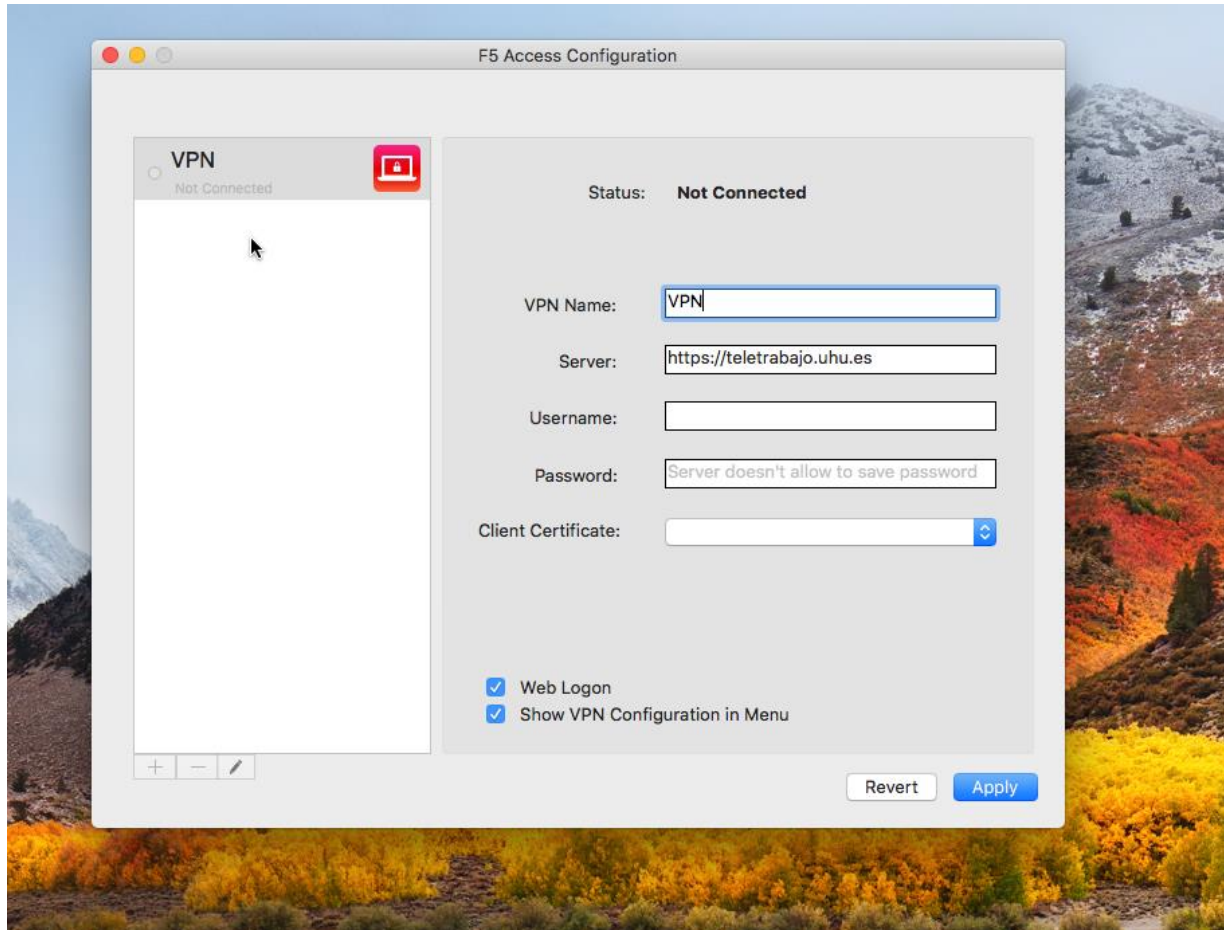 F5 Access Configuration
VPN
Not Connected
Status: Not Connected
VPN Name: VPN
Server: https://teletrabajo.uhu.es
Username:
Password: Server doesn't allow to save password
Client Certificate:
Web Logon
Show VPN Configuration in Menu
Revert Apply